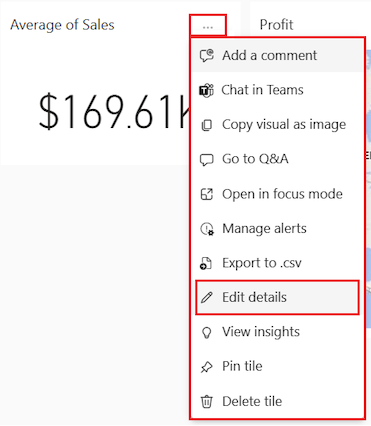 Average of Sales
...
Profit
$169.61K
Add a comment
Chat in Teams
Copy visual as image
Go to Q&A
Open in focus mode
Manage alerts
Export to .csv
Edit details
View insights
Pin tile
Delete tile